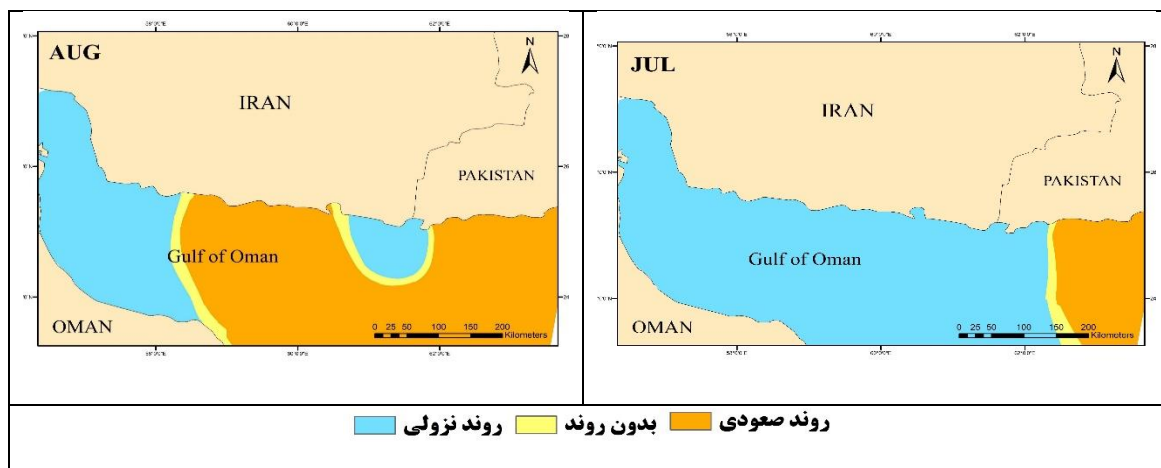 AUG
N
IRAN
PAKISTAN
Gulf of Oman
OMAN
0 25 50 100 150 200
Kilometers
JUL
N
IRAN
PAKISTAN
Gulf of Oman
OMAN
0 25 50 100 150 200
Kilometers
روند صعودی بدون روند روند نزولی